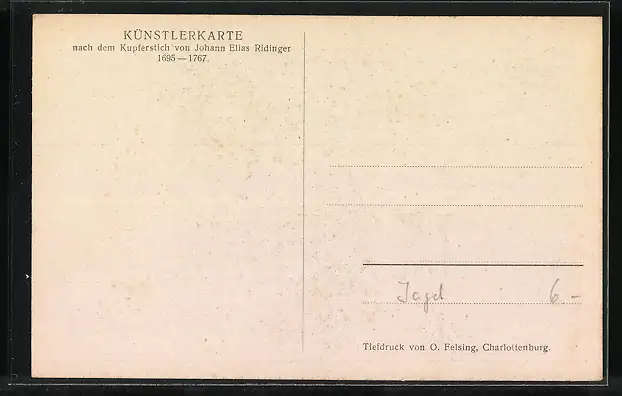 KÜNSTLERKARTE
nach dem Kupferstich von Johann Elias Ridinger
1695—1767.
Jagd 6.-
Tiefdruck von O. Felsing, Charlottenburg.